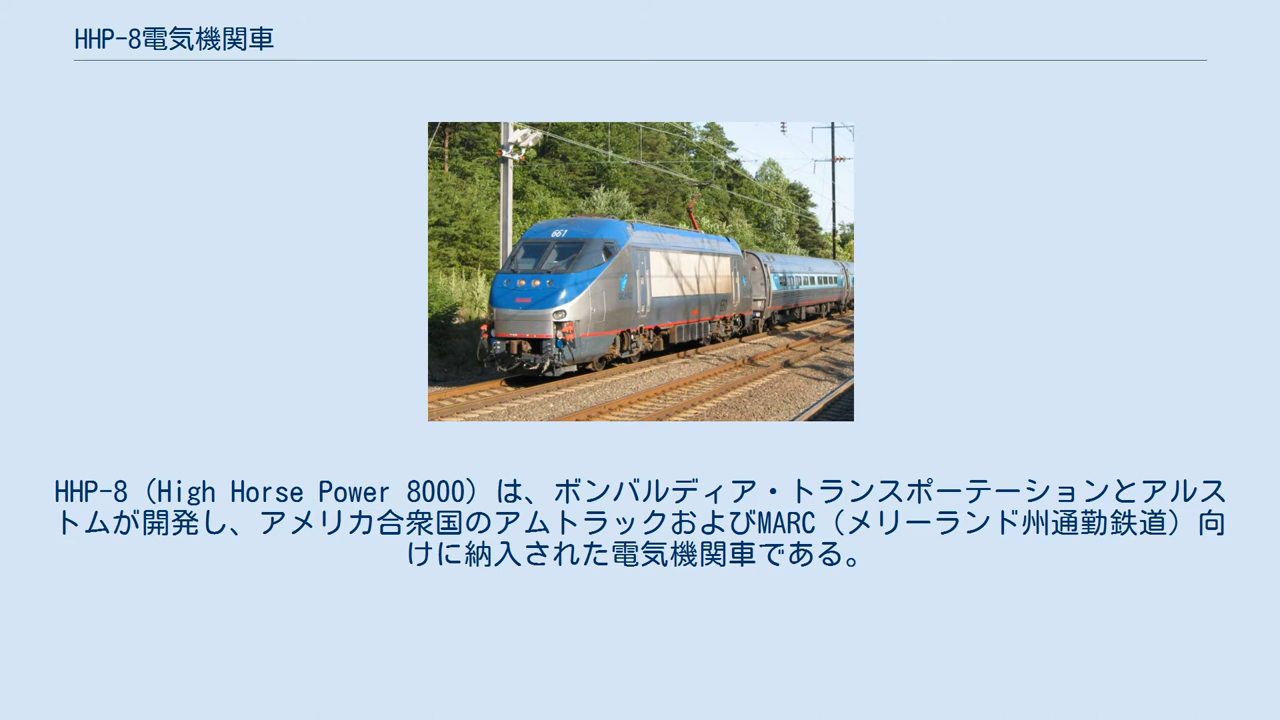 HHP-8電気機関車
661
HHP-8（High Horse Power 8000）は、ボンバルディア・トランスポーテーションとアルス
トムが開発し、アメリカ合衆国のアムトラックおよびMARC（メリーランド州通勤鉄道）向
けに納入された電気機関車である。